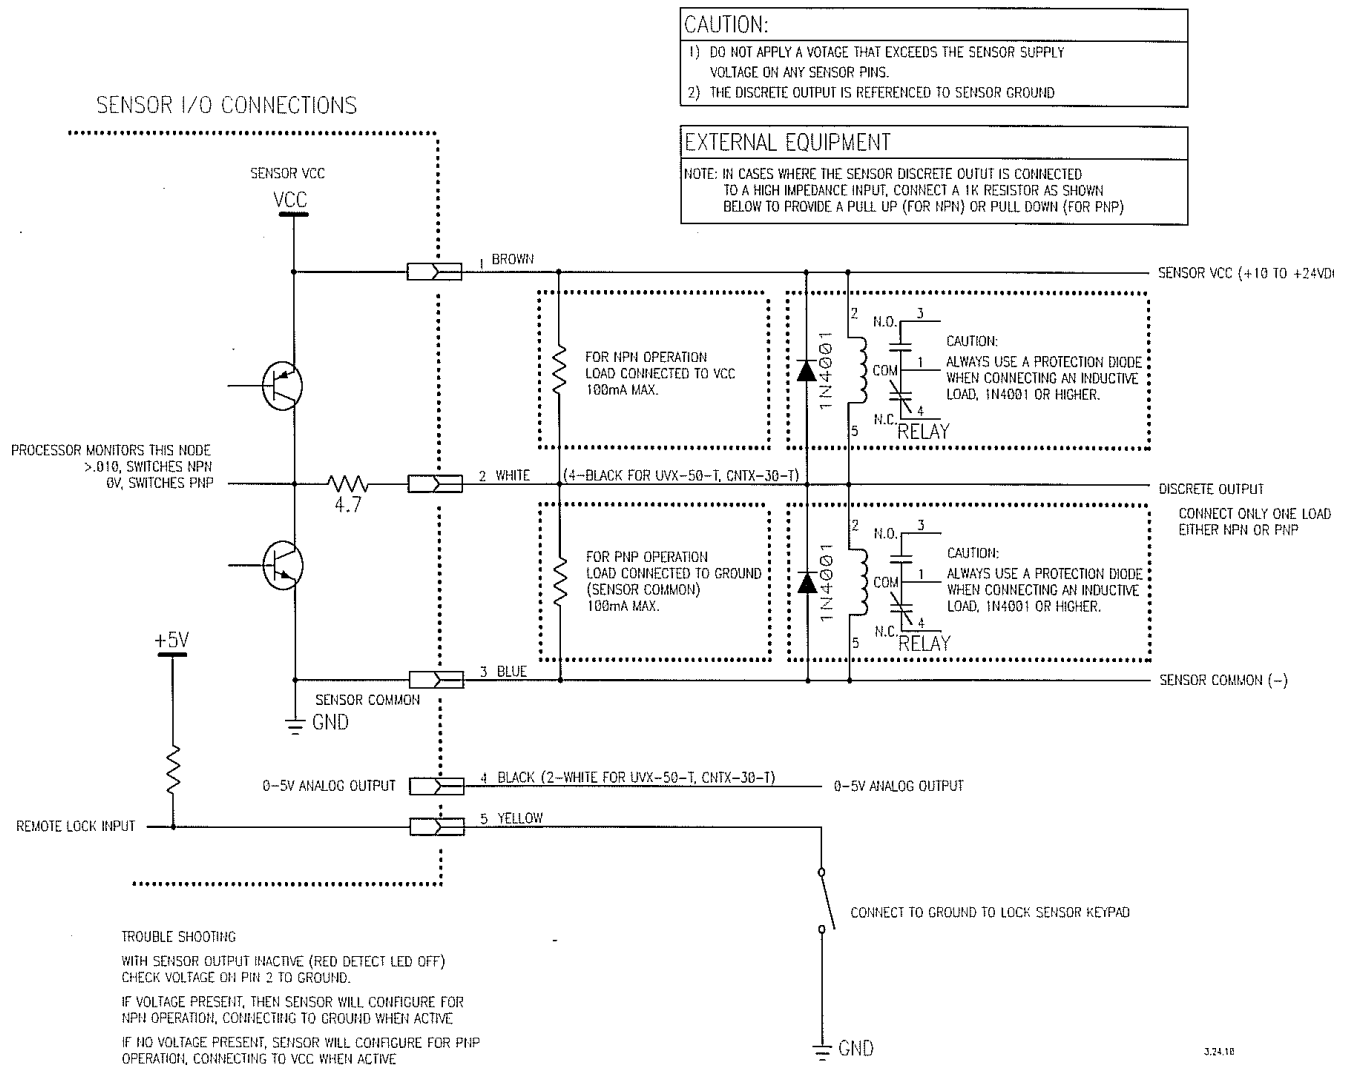 CAUTION:
1) DO NOT APPLY A VOTAGE THAT EXCEEDS THE SENSOR SUPPLY
VOLTAGE ON ANY SENSOR PINS.
2) THE DISCRETE OUTPUT IS REFERENCED TO SENSOR GROUND
SENSOR I/O CONNECTIONS
EXTERNAL EQUIPMENT
NOTE: IN CASES WHERE THE SENSOR DISCRETE OUTUT IS CONNECTED
TO A HIGH IMPEDANCE INPUT, CONNECT A 1K RESISTOR AS SHOWN
BELOW TO PROVIDE A PULL UP (FOR NPN) OR PULL DOWN (FOR PNP)
SENSOR VCC
VCC
1 BROWN
SENSOR VCC (+10 TO +24VD
FOR NPN OPERATION
LOAD CONNECTED TO VCC
100mA MAX.
1N4001
2
5
N.O. 3
COM 1
N.C. 4
RELAY
CAUTION:
ALWAYS USE A PROTECTION DIODE
WHEN CONNECTING AN INDUCTIVE
LOAD, 1N4001 OR HIGHER.
PROCESSOR MONITORS THIS NODE
>.010, SWITCHES NPN
0V, SWITCHES PNP
4.7
2 WHITE (4-BLACK FOR UVX-50-T, CNTX-30-T)
DISCRETE OUTPUT
CONNECT ONLY ONE LOAD
EITHER NPN OR PNP
FOR PNP OPERATION
LOAD CONNECTED TO GROUND
(SENSOR COMMON)
100mA MAX.
1N4001
2
5
N.O. 3
COM 1
N.C. 4
RELAY
CAUTION:
ALWAYS USE A PROTECTION DIODE
WHEN CONNECTING AN INDUCTIVE
LOAD, 1N4001 OR HIGHER.
+5V
3 BLUE
SENSOR COMMON
SENSOR COMMON (-)
GND
0-5V ANALOG OUTPUT
4 BLACK (2-WHITE FOR UVX-50-T, CNTX-30-T)
0-5V ANALOG OUTPUT
REMOTE LOCK INPUT
5 YELLOW
CONNECT TO GROUND TO LOCK SENSOR KEYPAD
GND
TROUBLE SHOOTING
WITH SENSOR OUTPUT INACTIVE (RED DETECT LED OFF)
CHECK VOLTAGE ON PIN 2 TO GROUND.
IF VOLTAGE PRESENT, THEN SENSOR WILL CONFIGURE FOR
NPN OPERATION, CONNECTING TO GROUND WHEN ACTIVE
IF NO VOLTAGE PRESENT, SENSOR WILL CONFIGURE FOR PNP
OPERATION, CONNECTING TO VCC WHEN ACTIVE
3.24.10